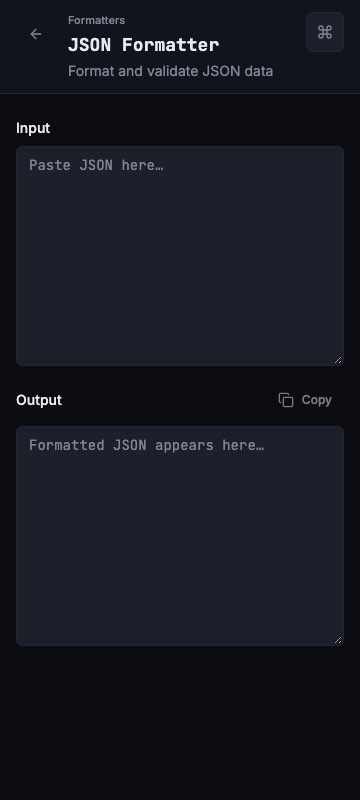 Formatters
JSON Formatter
⌘
Format and validate JSON data
Input
Paste JSON here…
Output
Copy
Formatted JSON appears here…